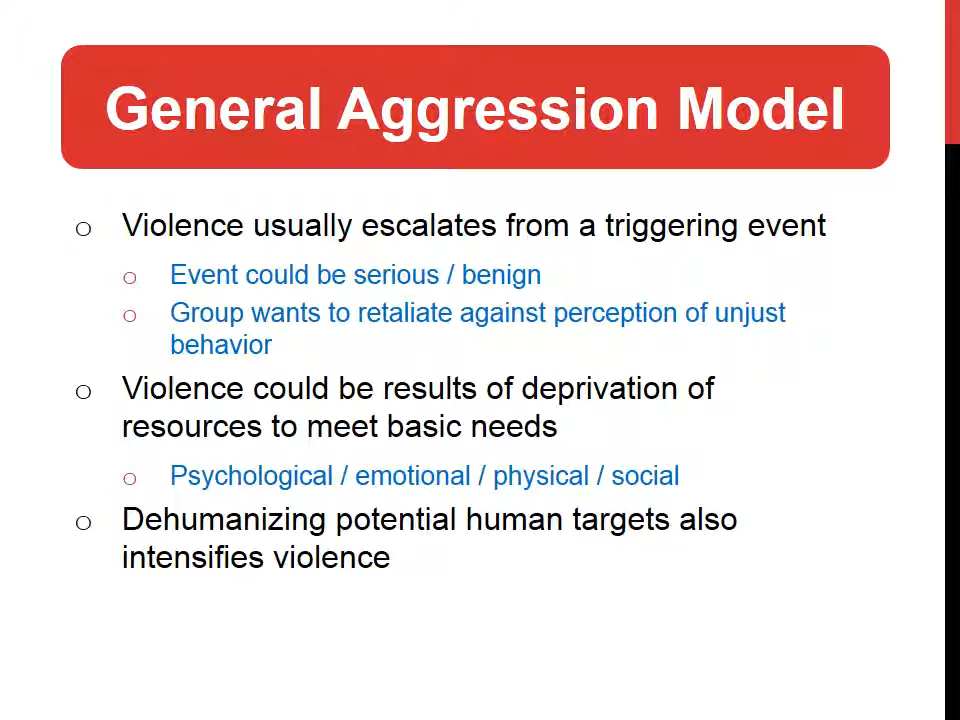 General Aggression Model
Violence usually escalates from a triggering event
Event could be serious / benign
Group wants to retaliate against perception of unjust
behavior
Violence could be results of deprivation of
resources to meet basic needs
Psychological / emotional / physical / social
Dehumanizing potential human targets also
intensifies violence